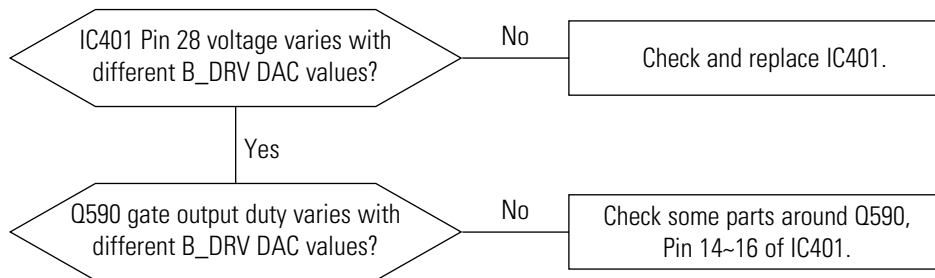 IC401 Pin 28 voltage varies with
different B_DRV DAC values?
No
Check and replace IC401.
Yes
Q590 gate output duty varies with
different B_DRV DAC values?
No
Check some parts around Q590,
Pin 14~16 of IC401.